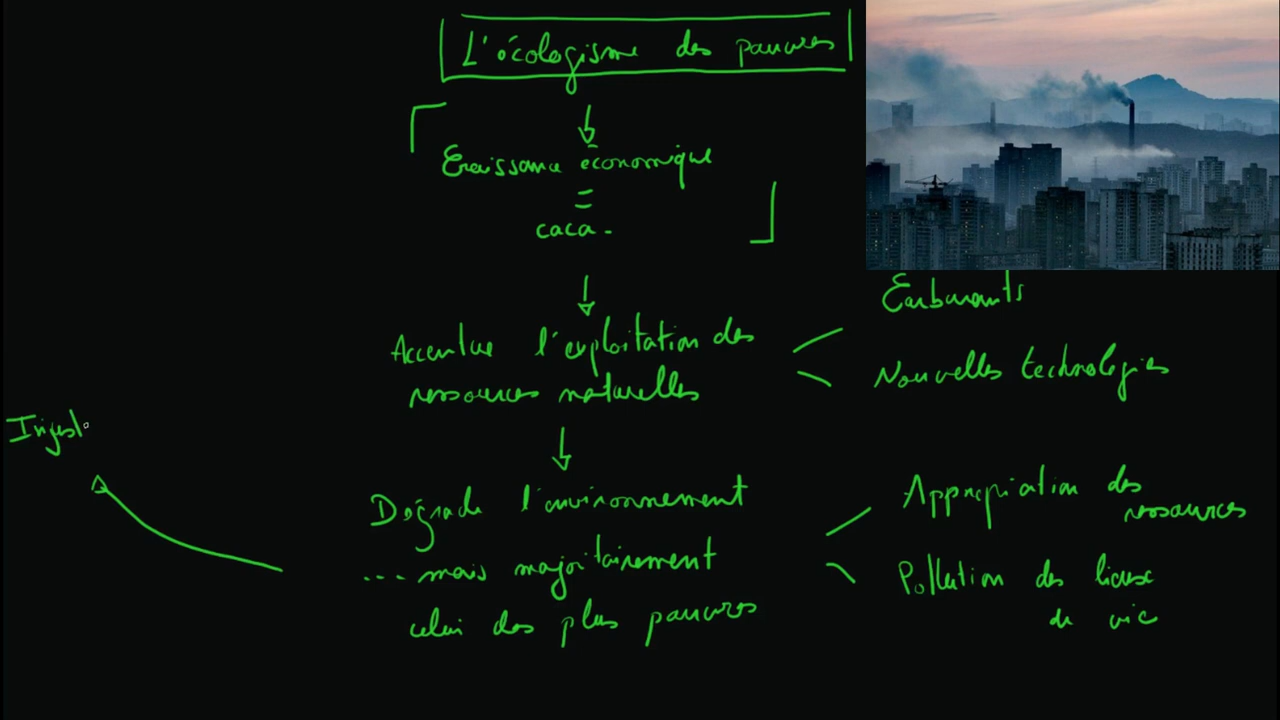 L'écologisme des pauvres
Croissance économique
=
caca.
Accentue l'exploitation des
ressources naturelles
Carburants
Nouvelles technologies
Injust
Dégrade l'environnement
... mais majoritairement
celui des plus pauvres
Appropriation des
ressources
Pollution des lieux
de vie